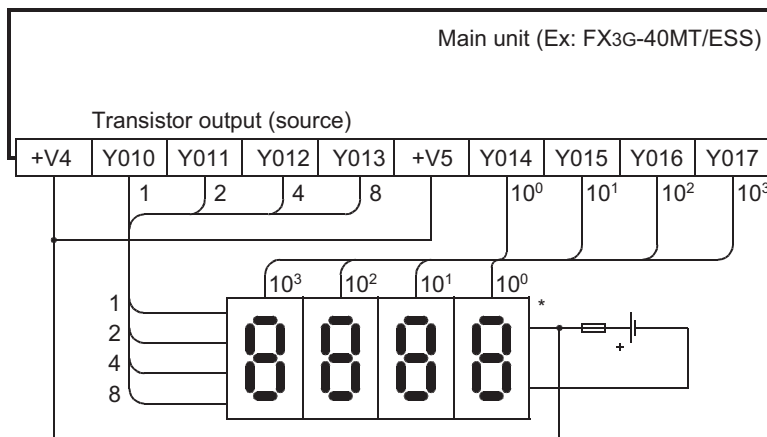 Main unit (Ex: FX3G-40MT/ESS)
Transistor output (source)
+V4 Y010 Y011 Y012 Y013 +V5 Y014 Y015 Y016 Y017
1 2 4 8 10⁰ 10¹ 10² 10³
10³ 10² 10¹ 10⁰
1 *
2
+
4
8